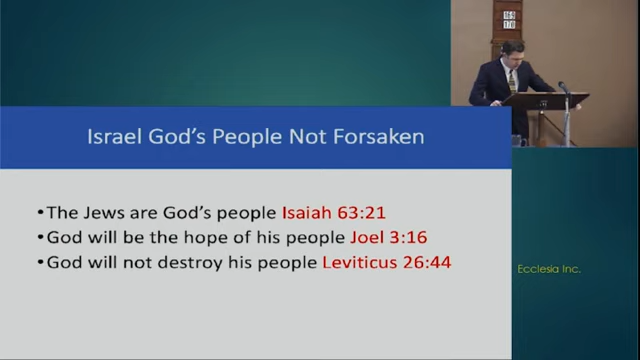 Israel God's People Not Forsaken
•The Jews are God's people Isaiah 63:21
•God will be the hope of his people Joel 3:16
•God will not destroy his people Leviticus 26:44
Ecclesia Inc.